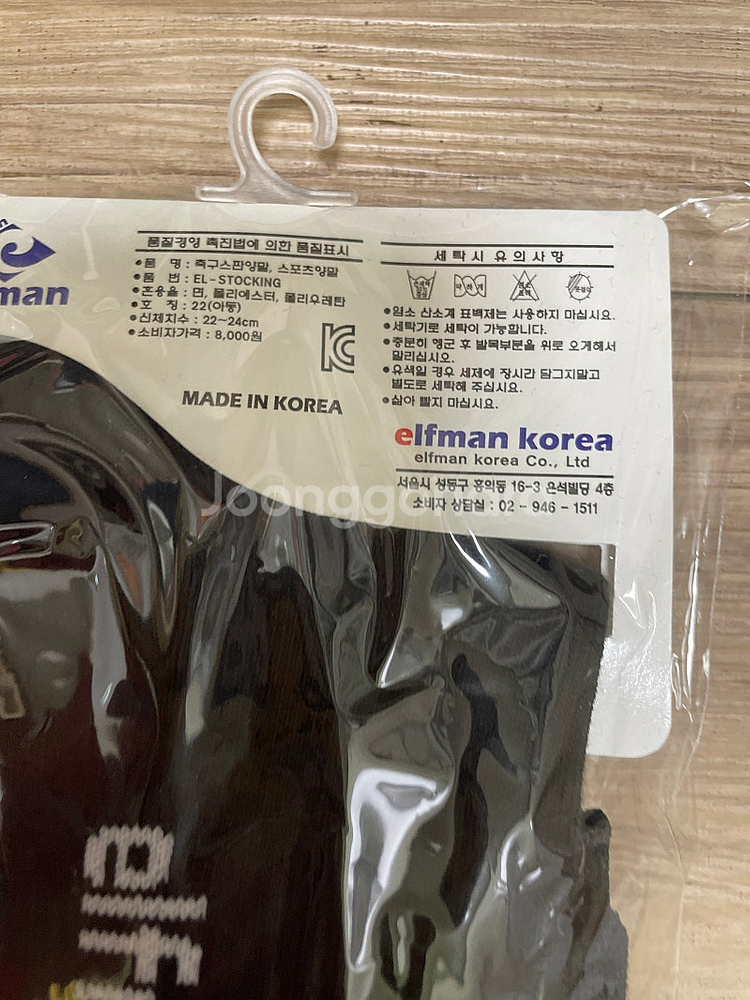 man
품질경영 촉진법에 의한 품질표시
•품 명 : 축구스판양말, 스포츠양말
•품 번 : EL-STOCKING
•혼용율 : 면, 폴리에스터, 폴리우레탄
•호 칭 : 22(아동)
•신체치수 : 22~24cm
•소비자가격 : 8,000원
MADE IN KOREA
세탁시 유의사항
약하게
•염소 산소계 표백제는 사용하지 마십시요.
•세탁기로 세탁이 가능합니다.
•충분히 헹군 후 발목부분을 위로 오게해서
말리십시요.
•유색일 경우 세제에 장시간 담그지말고
별도로 세탁해 주십시요.
•삶아 빨지 마십시요.
elfman korea
elfman korea Co., Ltd
서울시 성동구 홍익동 16-3 은석빌딩 4층
소비자 상담실 : 02 - 946 - 1511
elf